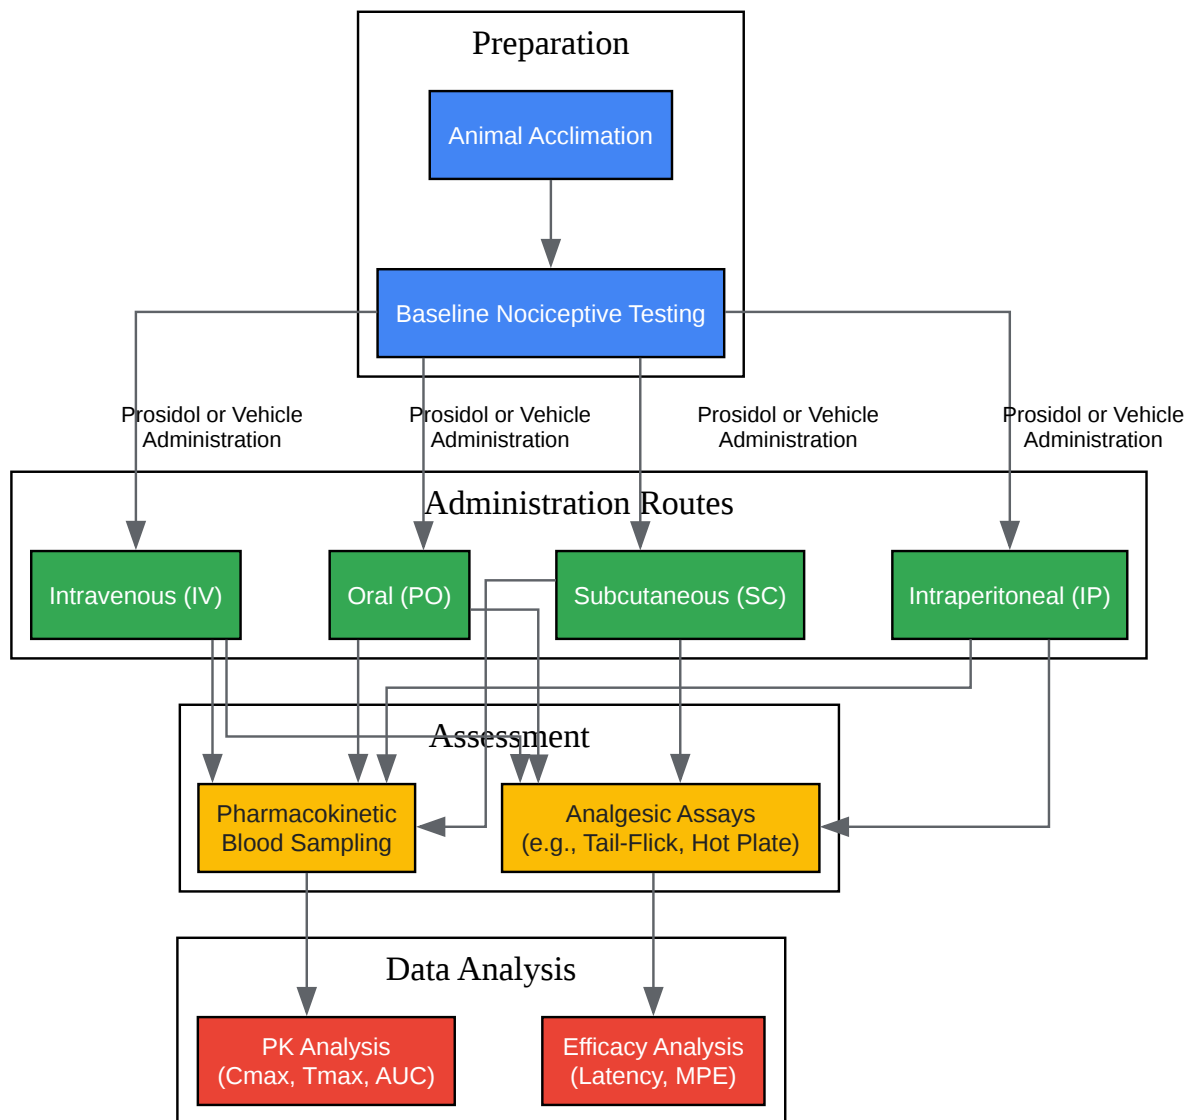 Preparation
Animal Acclimation
Baseline Nociceptive Testing
Prosidol or Vehicle
Administration
Prosidol or Vehicle
Administration
Prosidol or Vehicle
Administration
Prosidol or Vehicle
Administration
Administration Routes
Intravenous (IV)
Oral (PO)
Subcutaneous (SC)
Intraperitoneal (IP)
Assessment
Pharmacokinetic
Blood Sampling
Analgesic Assays
(e.g., Tail-Flick, Hot Plate)
Data Analysis
PK Analysis
(Cmax, Tmax, AUC)
Efficacy Analysis
(Latency, MPE)